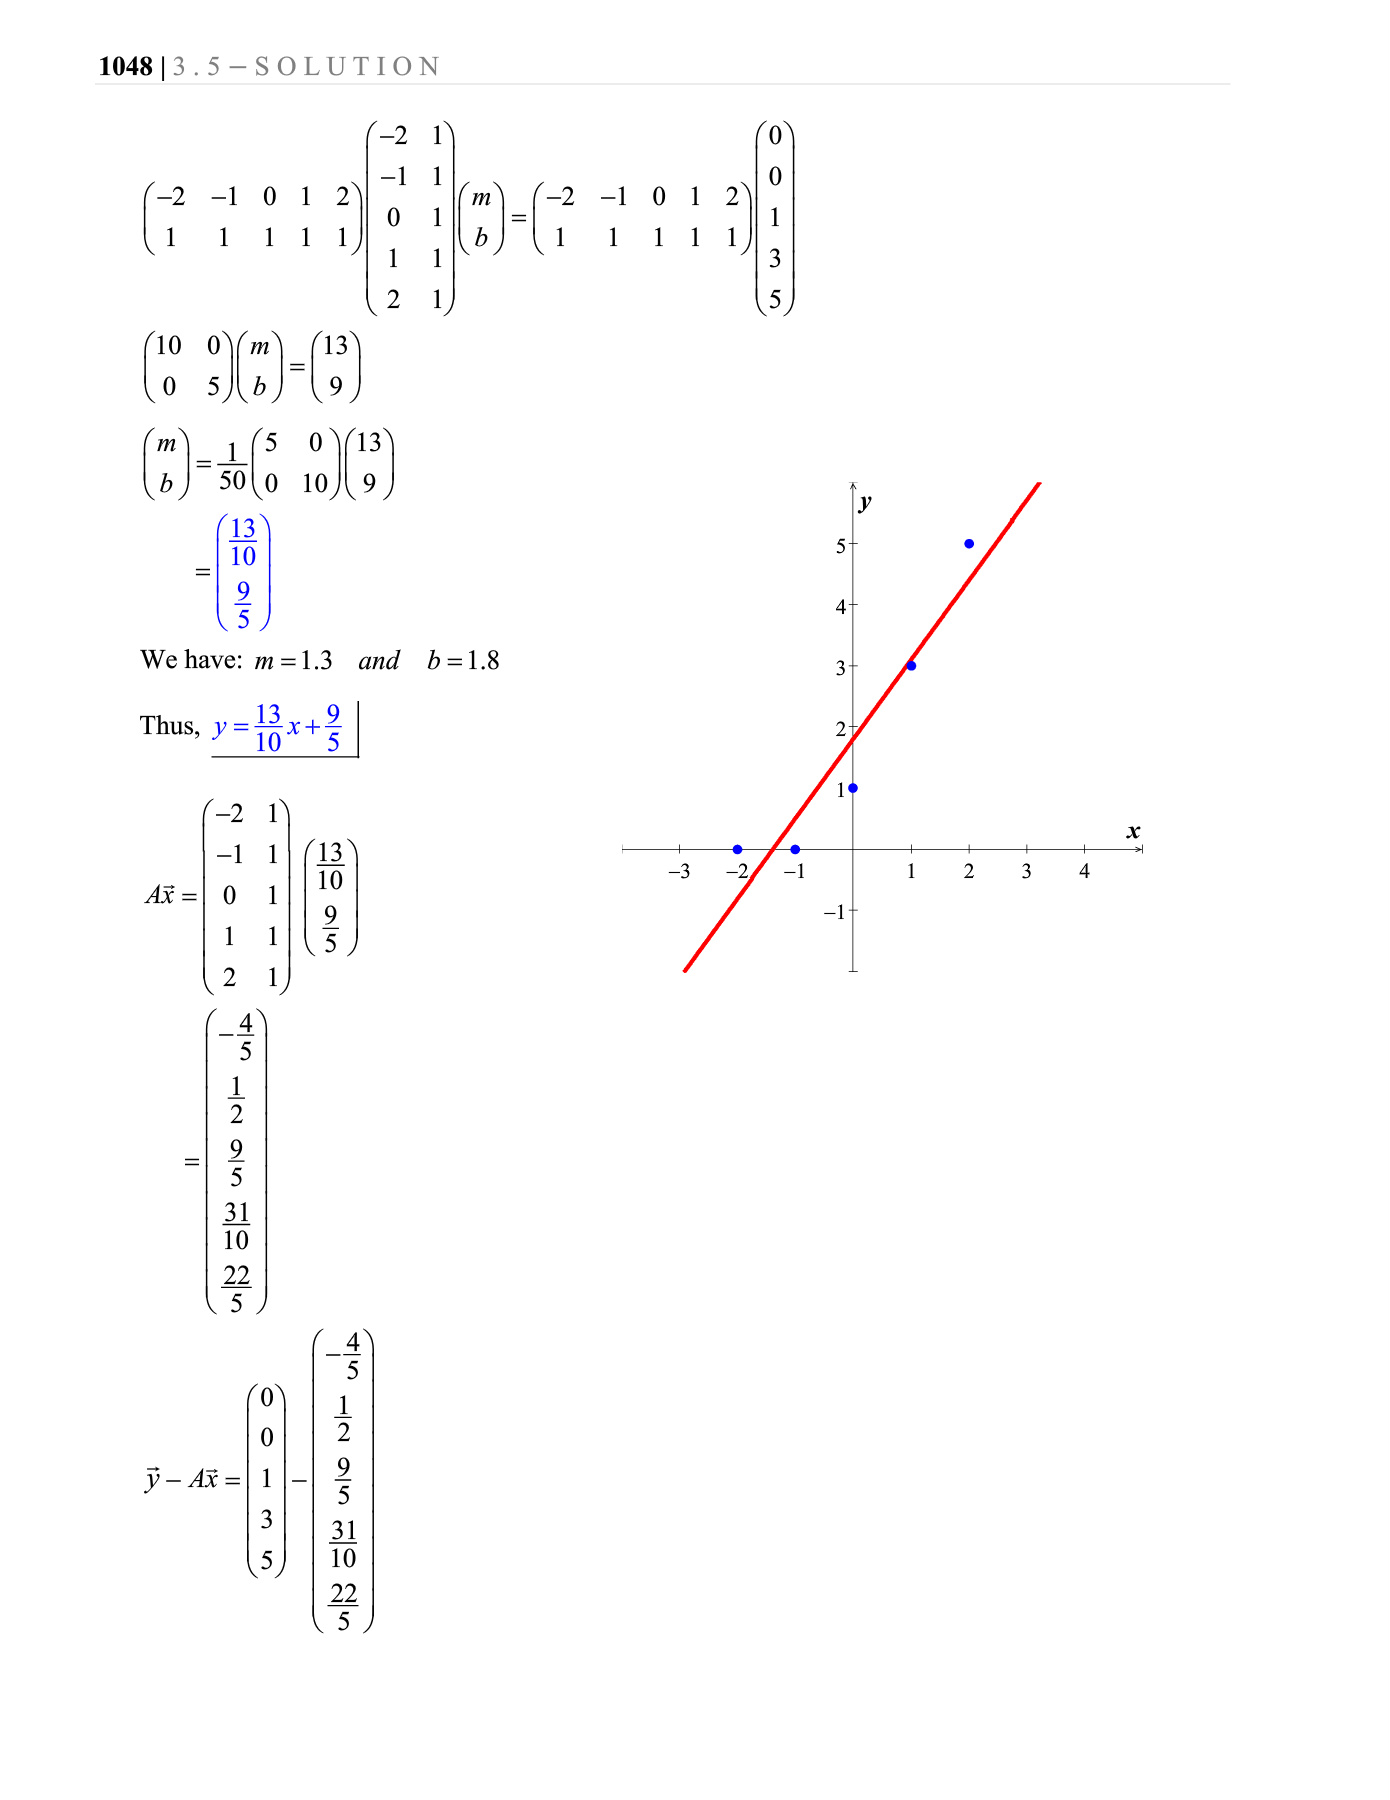 1048 | 3.5 – SOLUTION
(−2 −1 0 1 2; 1 1 1 1 1) (−2 1; −1 1; 0 1; 1 1; 2 1) (m; b) = (−2 −1 0 1 2; 1 1 1 1 1) (0; 0; 1; 3; 5)
(10 0; 0 5) (m; b) = (13; 9)
(m; b) = 1/50 (5 0; 0 10) (13; 9)
= (13/10; 9/5)
We have: m = 1.3 and b = 1.8
Thus, y = 13/10 x + 9/5
y
5
4
3
2
1
x
−3 −2 −1 1 2 3 4
−1
Ax⃗ = (−2 1; −1 1; 0 1; 1 1; 2 1) (13/10; 9/5)
= (−4/5; 1/2; 9/5; 31/10; 22/5)
y⃗ − Ax⃗ = (0; 0; 1; 3; 5) − (−4/5; 1/2; 9/5; 31/10; 22/5)